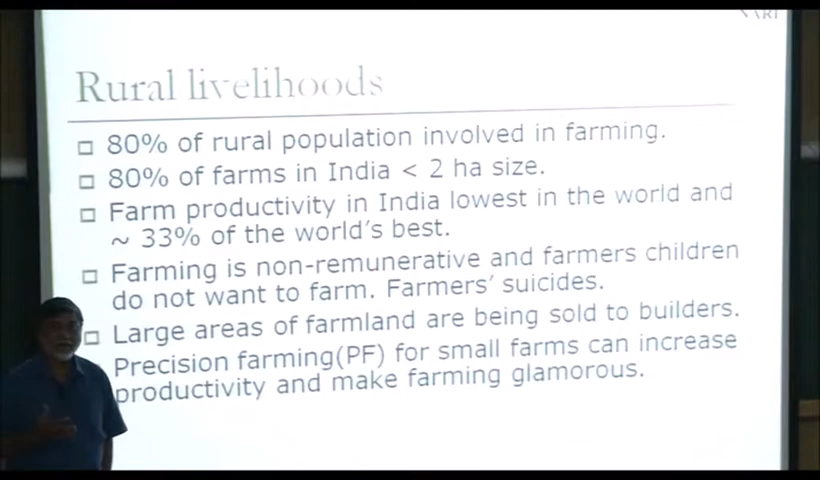 NARI
Rural livelihoods
80% of rural population involved in farming.
80% of farms in India < 2 ha size.
Farm productivity in India lowest in the world and
~ 33% of the world's best.
Farming is non-remunerative and farmers children
do not want to farm. Farmers' suicides.
Large areas of farmland are being sold to builders.
Precision farming(PF) for small farms can increase
productivity and make farming glamorous.